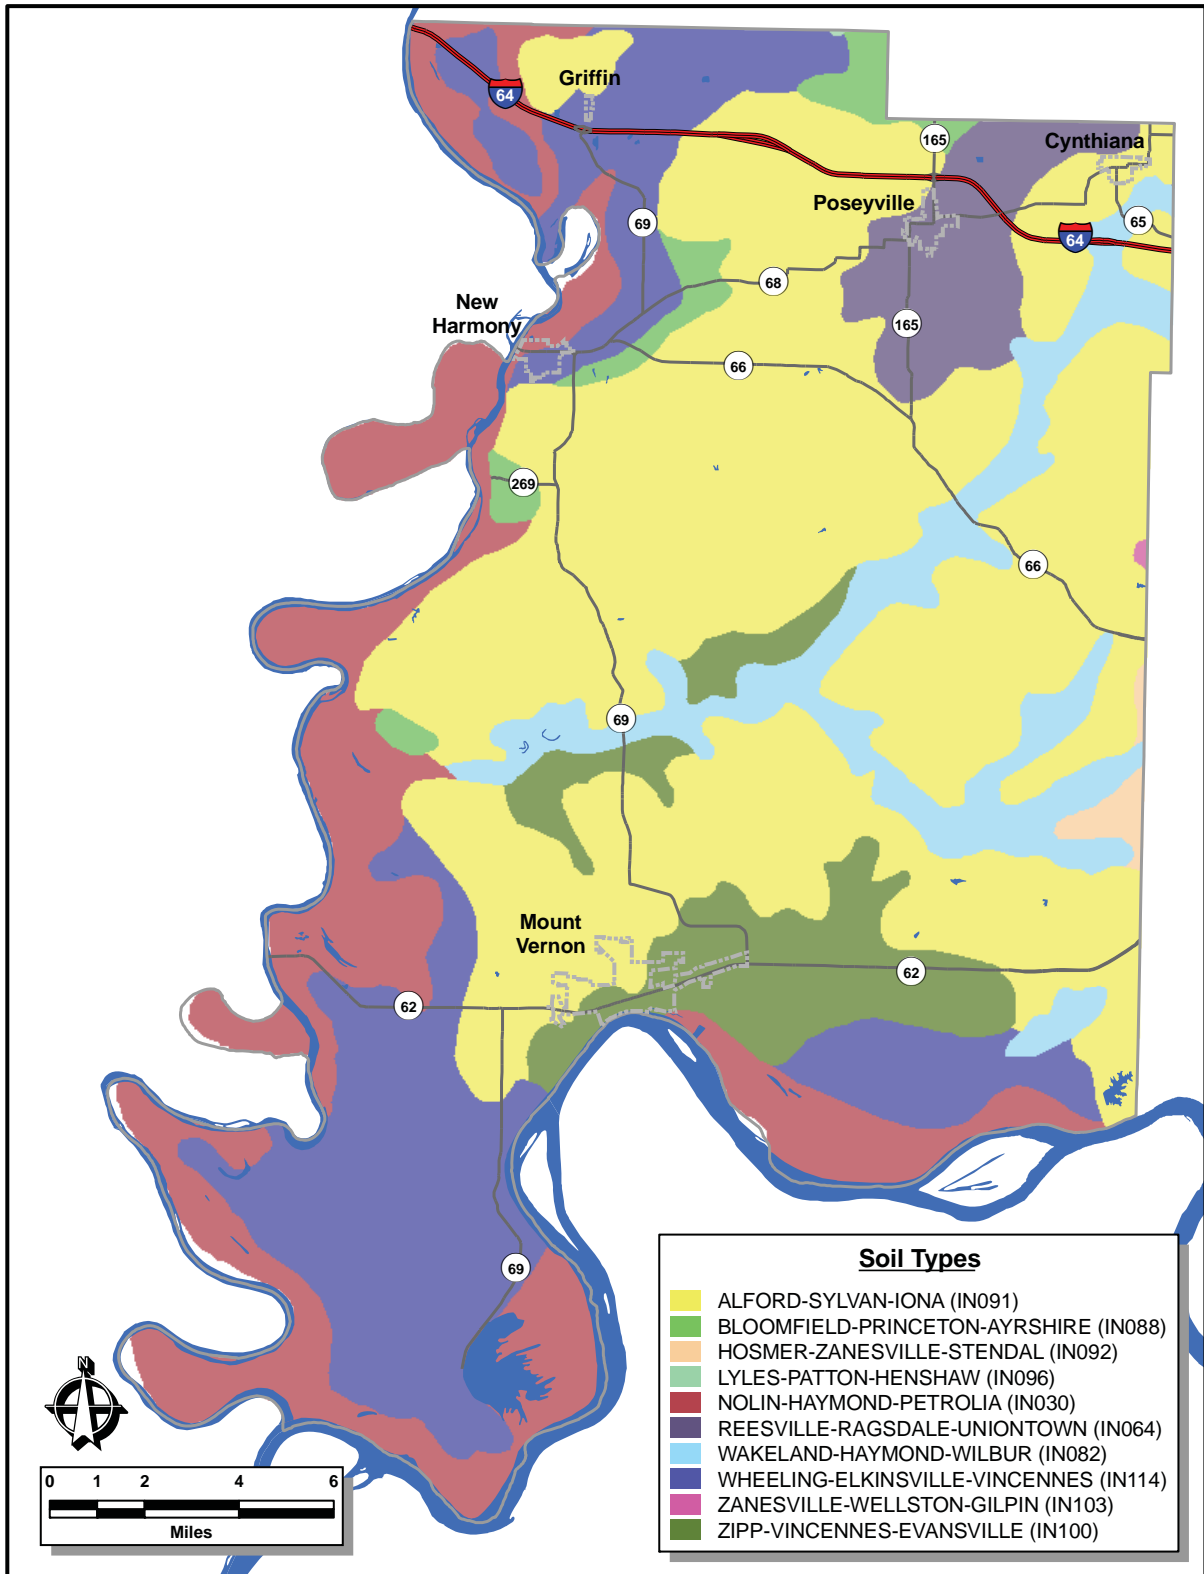 Griffin
64
165
Cynthiana
Poseyville
69
65
64
68
New
Harmony
165
66
269
66
69
Mount
Vernon
62
62
69
Soil Types
ALFORD-SYLVAN-IONA (IN091)
BLOOMFIELD-PRINCETON-AYRSHIRE (IN088)
HOSMER-ZANESVILLE-STENDAL (IN092)
LYLES-PATTON-HENSHAW (IN096)
NOLIN-HAYMOND-PETROLIA (IN030)
REESVILLE-RAGSDALE-UNIONTOWN (IN064)
WAKELAND-HAYMOND-WILBUR (IN082)
WHEELING-ELKINSVILLE-VINCENNES (IN114)
ZANESVILLE-WELLSTON-GILPIN (IN103)
ZIPP-VINCENNES-EVANSVILLE (IN100)
N
0 1 2 4 6
Miles